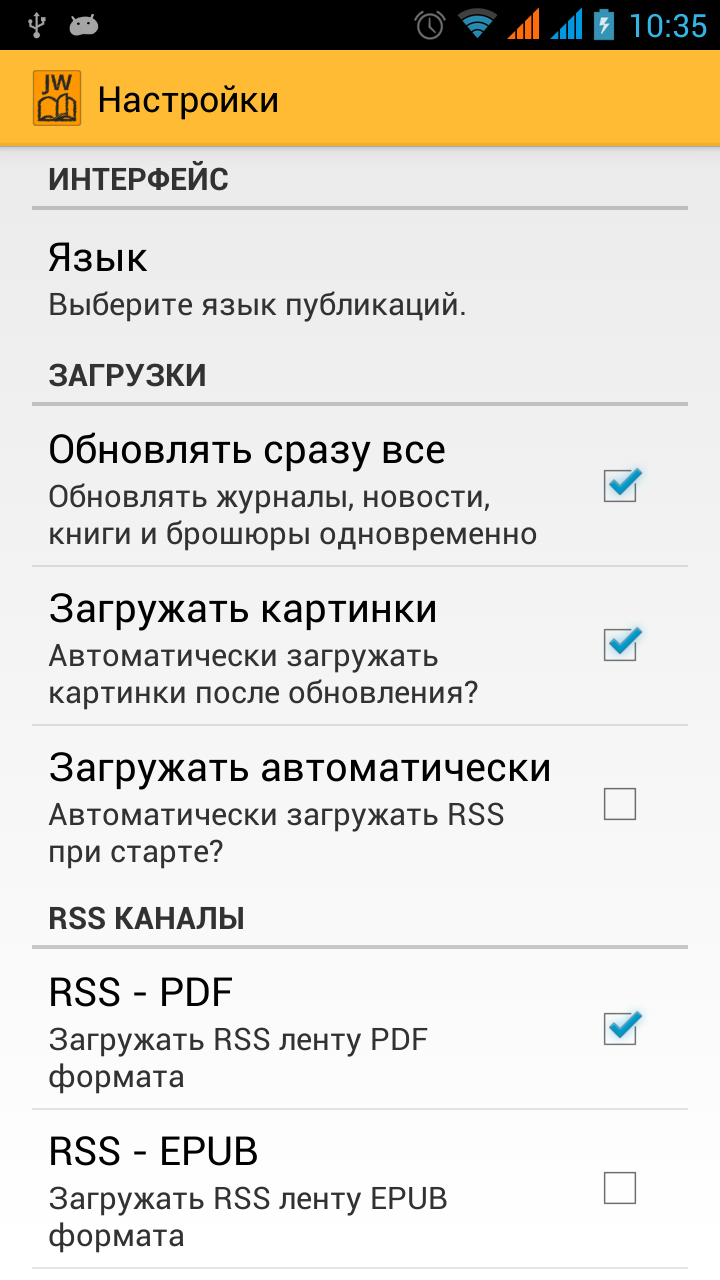 10:35
JW
Настройки
ИНТЕРФЕЙС
Язык
Выберите язык публикаций.
ЗАГРУЗКИ
Обновлять сразу все
Обновлять журналы, новости,
книги и брошюры одновременно
Загружать картинки
Автоматически загружать
картинки после обновления?
Загружать автоматически
Автоматически загружать RSS
при старте?
RSS КАНАЛЫ
RSS - PDF
Загружать RSS ленту PDF
формата
RSS - EPUB
Загружать RSS ленту EPUB
формата